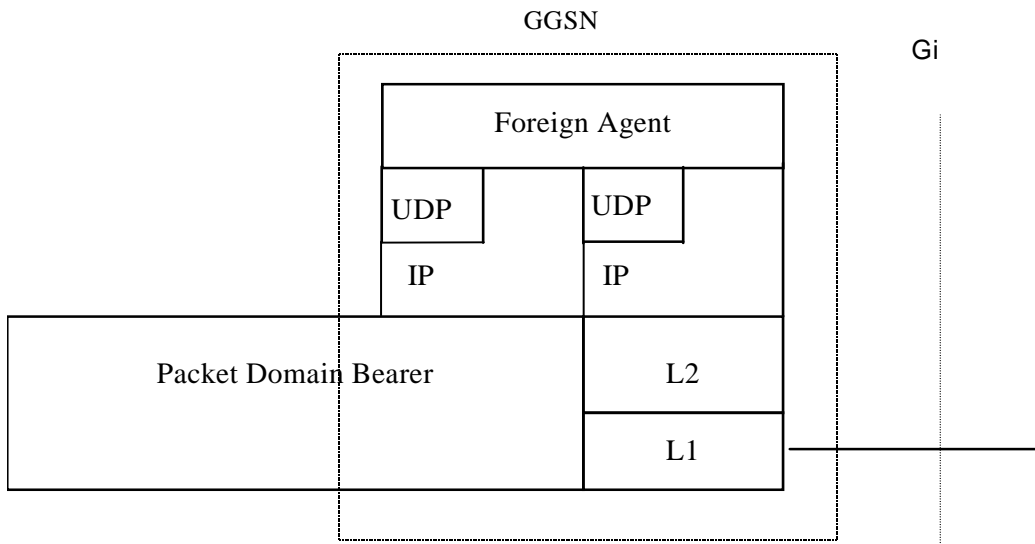 GGSN
Gi
Foreign Agent
UDP
UDP
IP
IP
Packet Domain Bearer
L2
L1